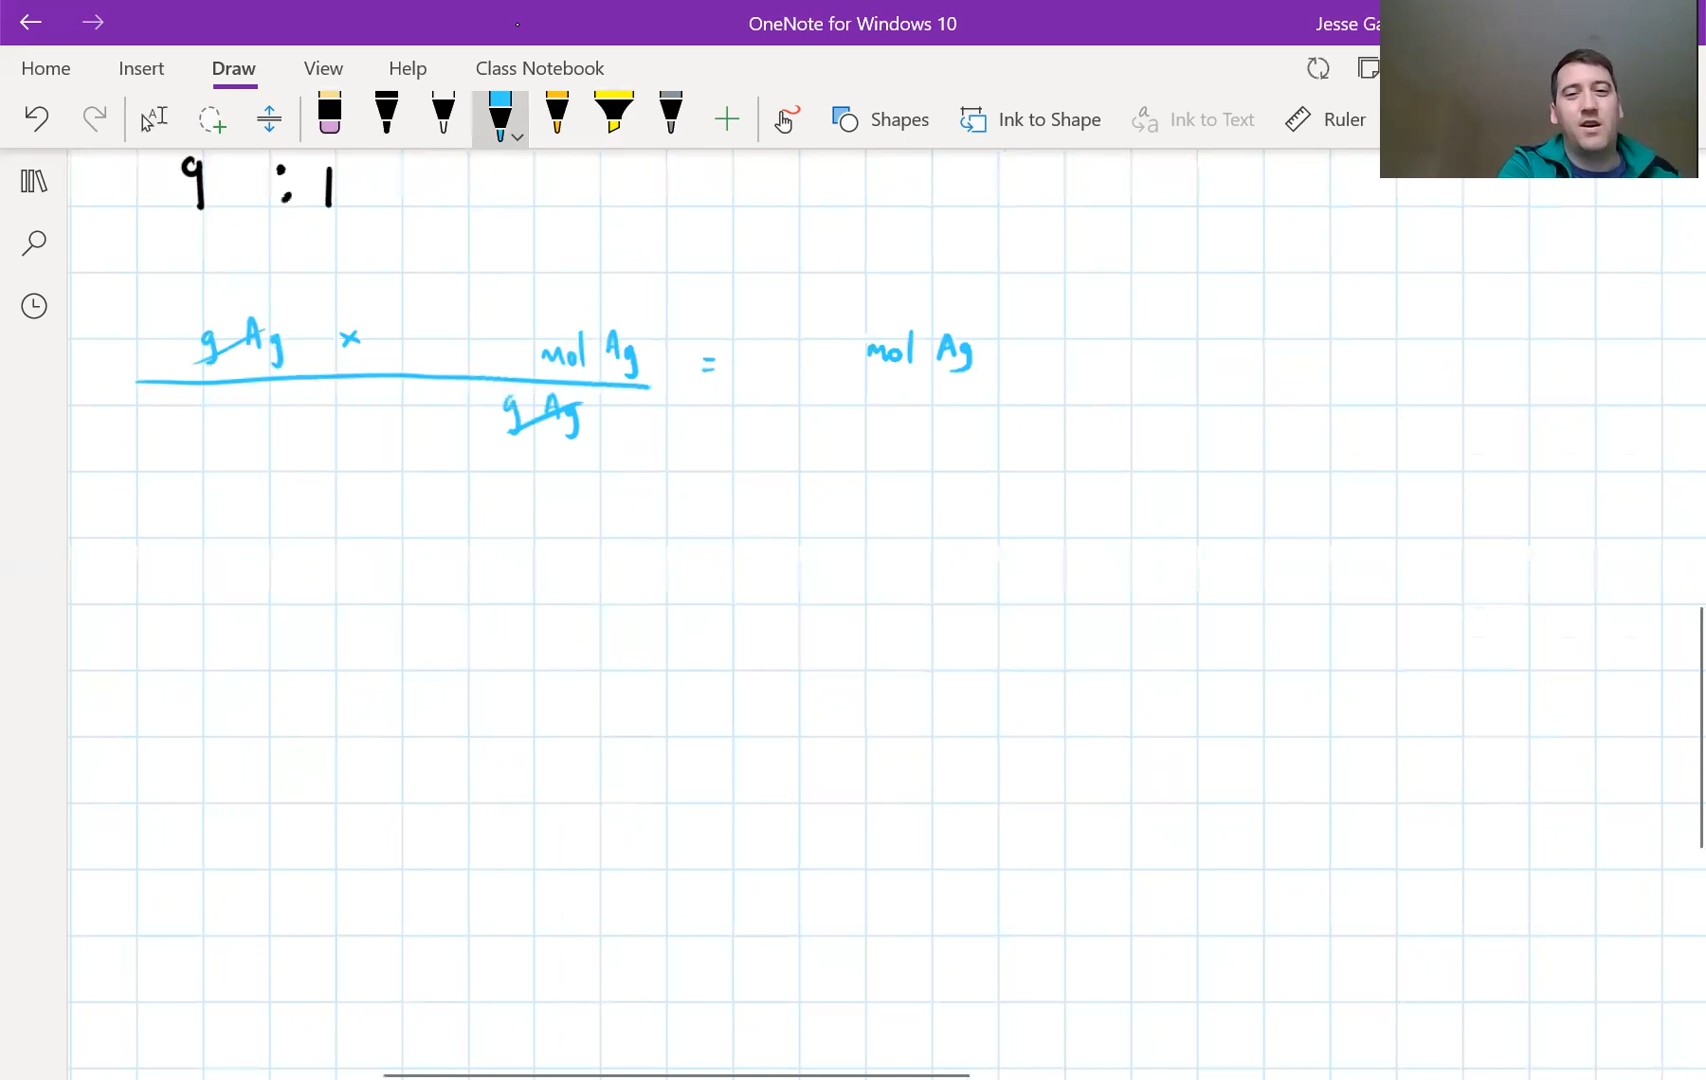 OneNote for Windows 10
Jesse Ga
Home Insert Draw View Help Class Notebook
Shapes Ink to Shape Ink to Text Ruler
9 : 1
g Ag × mol Ag = mol Ag
g Ag